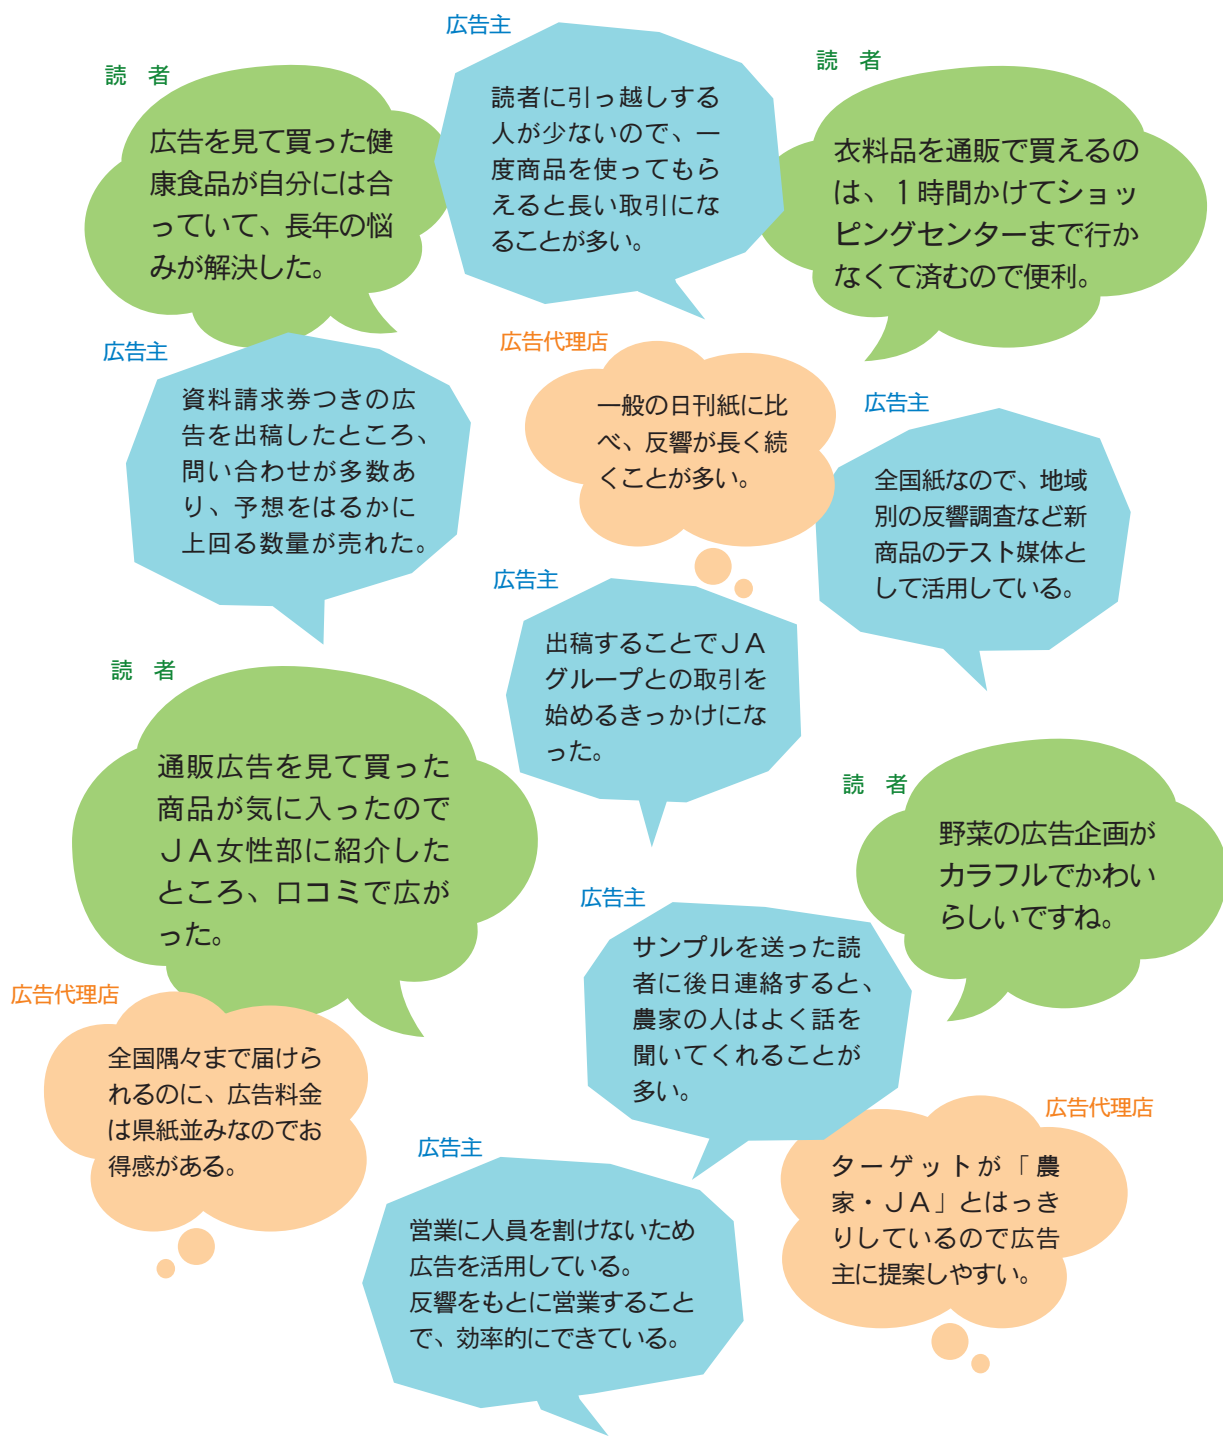 読　者
広告を見て買った健
康食品が自分には合
っていて、長年の悩
みが解決した。
広告主
読者に引っ越しする
人が少ないので、一
度商品を使ってもら
えると長い取引にな
ることが多い。
読　者
衣料品を通販で買えるの
は、１時間かけてショッ
ピングセンターまで行か
なくて済むので便利。
広告主
資料請求券つきの広
告を出稿したところ、
問い合わせが多数あ
り、予想をはるかに
上回る数量が売れた。
広告代理店
一般の日刊紙に比
べ、反響が長く続
くことが多い。
広告主
全国紙なので、地域
別の反響調査など新
商品のテスト媒体と
して活用している。
広告主
出稿することでＪＡ
グループとの取引を
始めるきっかけにな
った。
読　者
通販広告を見て買った
商品が気に入ったので
ＪＡ女性部に紹介した
ところ、口コミで広が
った。
読　者
野菜の広告企画が
カラフルでかわい
らしいですね。
広告主
サンプルを送った読
者に後日連絡すると、
農家の人はよく話を
聞いてくれることが
多い。
広告代理店
全国隅々まで届けら
れるのに、広告料金
は県紙並みなのでお
得感がある。
広告代理店
ターゲットが「農
家・ＪＡ」とはっき
りしているので広告
主に提案しやすい。
広告主
営業に人員を割けないため
広告を活用している。
反響をもとに営業すること
で、効率的にできている。